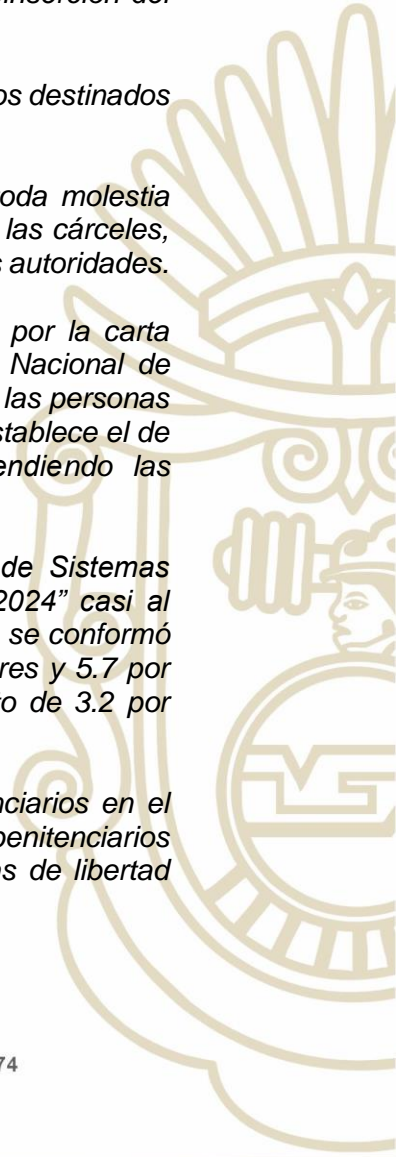 os destinados
oda molestia
las cárceles,
s autoridades.
por la carta
Nacional de
las personas
stablece el de
endiendo las
de Sistemas
2024” casi al
se conformó
res y 5.7 por
o de 3.2 por
nciarios en el
penitenciarios
as de libertad
74